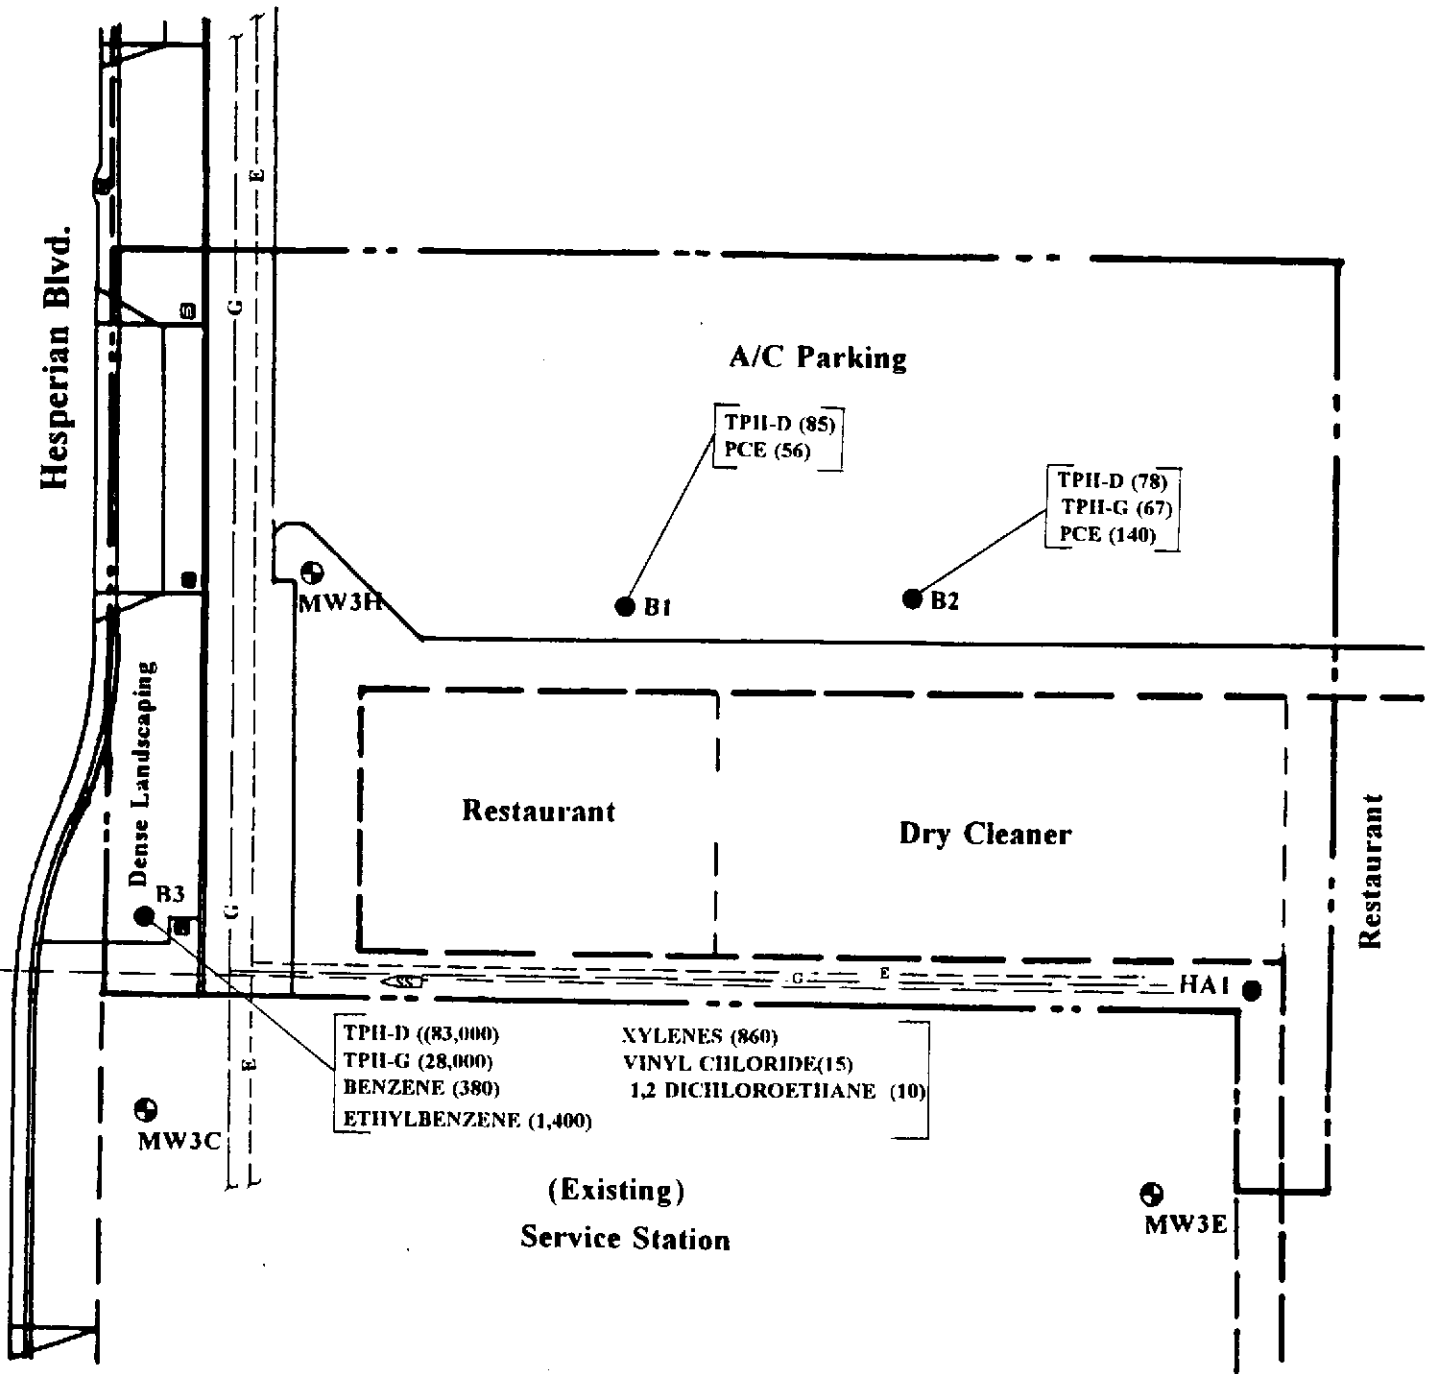 Hesperian Blvd.
E
G
S
A/C Parking
TPH-D (85)
PCE (56)
TPH-D (78)
TPH-G (67)
PCE (140)
MW3H
B1
B2
Dense Landscaping
Restaurant
Dry Cleaner
Restaurant
B3
G
SS
G
E
HA1
E
TPH-D ((83,000)
TPH-G (28,000)
BENZENE (380)
ETHYLBENZENE (1,400)
XYLENES (860)
VINYL CHLORIDE(15)
1,2 DICHLOROETHANE (10)
MW3C
(Existing)
Service Station
MW3E